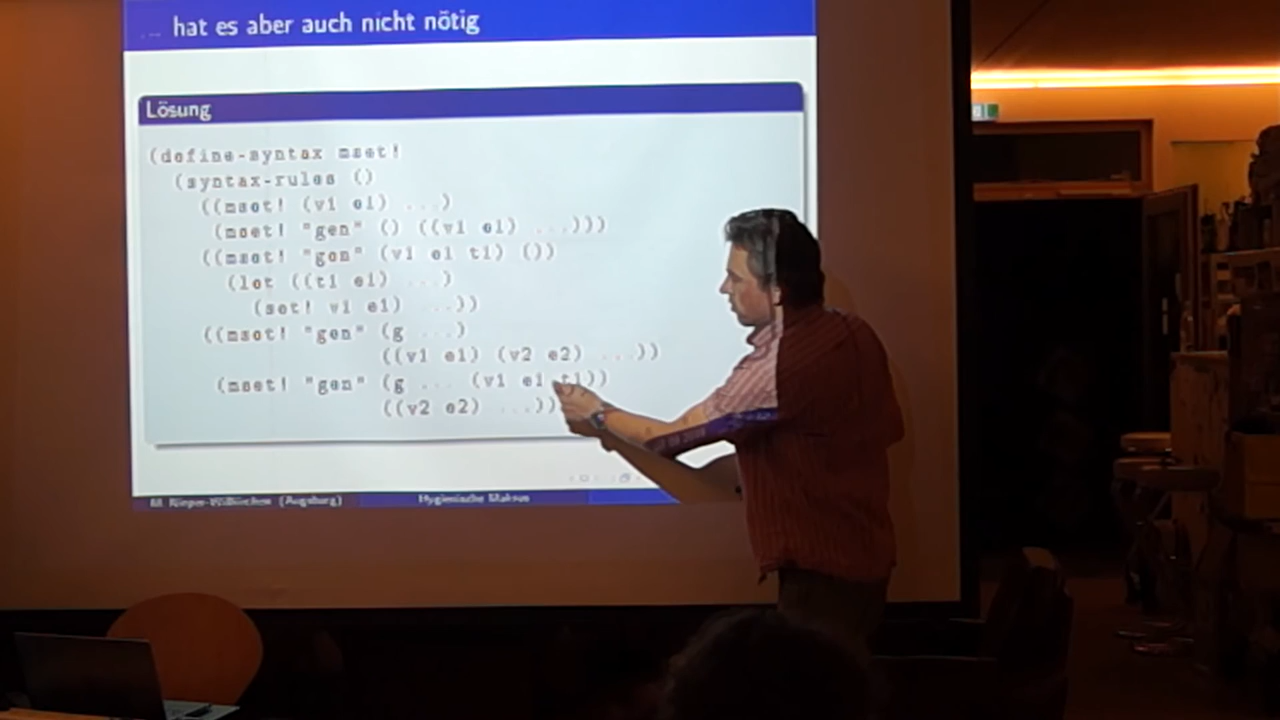 ... hat es aber auch nicht nötig
Lösung
(define-syntax mset!
(syntax-rules ()
((mset! (v1 e1) ...)
(mset! "gen" () ((v1 e1) ...)))
((mset! "gen" (v1 e1 t1) ())
(let ((t1 e1) ...)
(set! v1 e1) ...))
((mset! "gen" (g ...)
((v1 e1) (v2 e2) ...))
(mset! "gen" (g ... (v1 e1 t1))
((v2 e2) ...))
(Augsburg)
Hygienische Makros